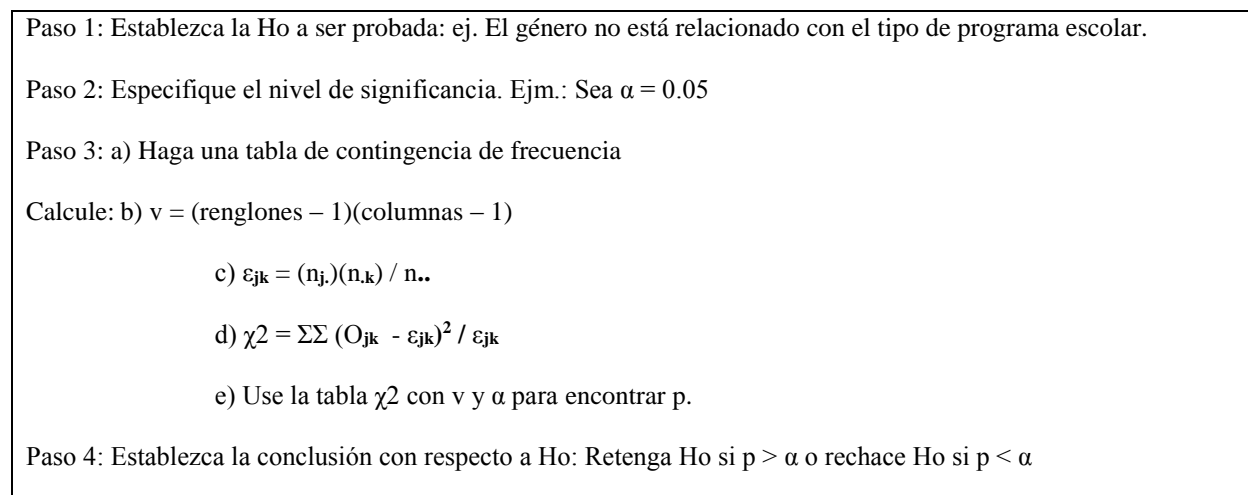 Paso 1: Establezca la Ho a ser probada: ej. El género no está relacionado con el tipo de programa escolar.
Paso 2: Especifique el nivel de significancia. Ejm.: Sea α = 0.05
Paso 3: a) Haga una tabla de contingencia de frecuencia
Calcule: b) v = (renglones – 1)(columnas – 1)
c) εjk = (nj.)(n.k) / n..
d) χ2 = ΣΣ (Ojk - εjk)² / εjk
e) Use la tabla χ2 con v y α para encontrar p.
Paso 4: Establezca la conclusión con respecto a Ho: Retenga Ho si p > α o rechace Ho si p < α